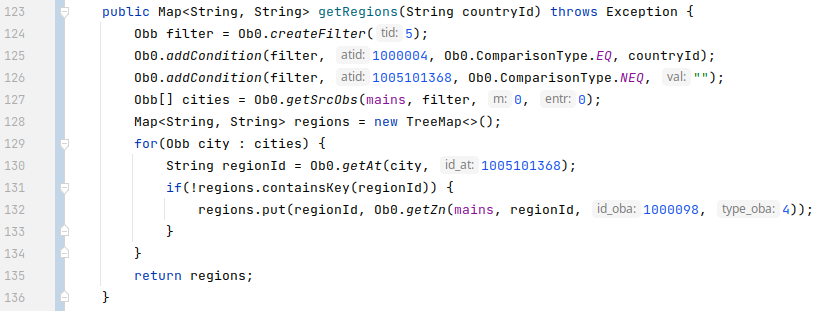 123 public Map<String, String> getRegions(String countryId) throws Exception {
124 Obb filter = Ob0.createFilter( tid: 5);
125 Ob0.addCondition(filter, atid: 1000004, Ob0.ComparisonType.EQ, countryId);
126 Ob0.addCondition(filter, atid: 1005101368, Ob0.ComparisonType.NEQ, val: "");
127 Obb[] cities = Ob0.getSrcObs(mains, filter, m: 0, entr: 0);
128 Map<String, String> regions = new TreeMap<>();
129 for(Obb city : cities) {
130 String regionId = Ob0.getAt(city, id_at: 1005101368);
131 if(!regions.containsKey(regionId)) {
132 regions.put(regionId, Ob0.getZn(mains, regionId, id_oba: 1000098, type_oba: 4));
133 }
134 }
135 return regions;
136 }